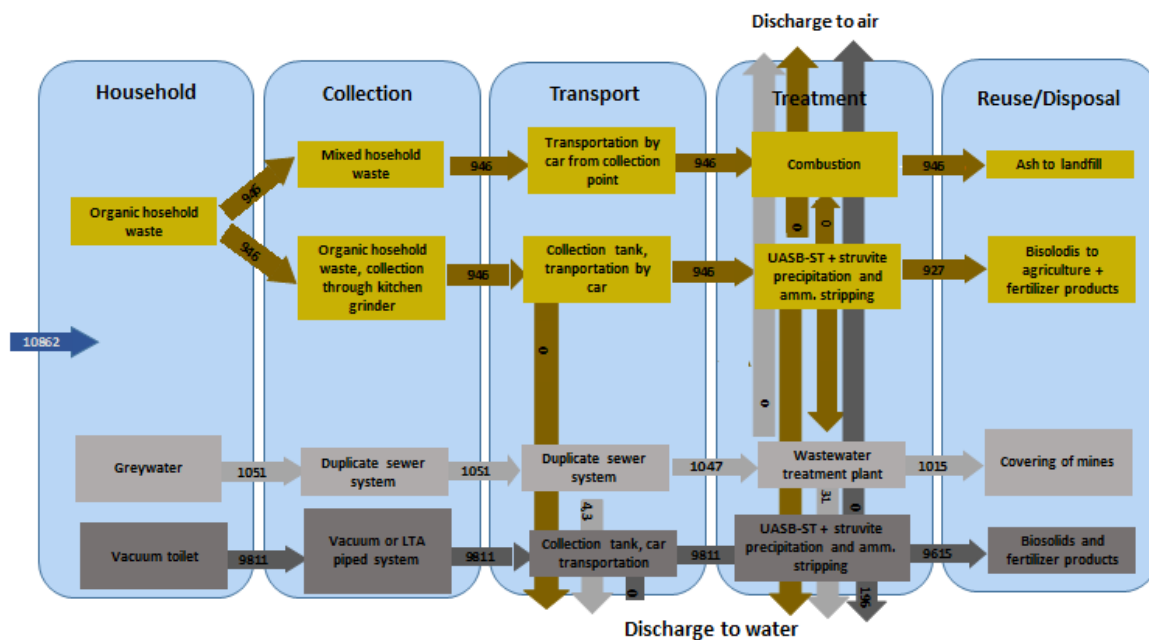 Discharge to air
Household
Collection
Transport
Treatment
Reuse/Disposal
Mixed hosehold
waste
946
Transportation by
car from collection
point
946
Combustion
946
Ash to landfill
946
Organic hosehold
waste
946
Organic hosehold
waste, collection
through kitchen
grinder
946
Collection tank,
tranportation by
car
946
0
0
UASB-ST + struvite
precipitation and
amm. stripping
927
Bisolodis to
agriculture +
fertilizer products
10862
0
0
Greywater
1051
Duplicate sewer
system
1051
Duplicate sewer
system
1047
Wastewater
treatment plant
1015
Covering of mines
4,3
31
0
Vacuum toilet
9811
Vacuum or LTA
piped system
9811
Collection tank, car
transportation
9811
UASB-ST + struvite
precipitation and amm.
stripping
9615
Biosolids and
fertilizer products
0
0
196
Discharge to water